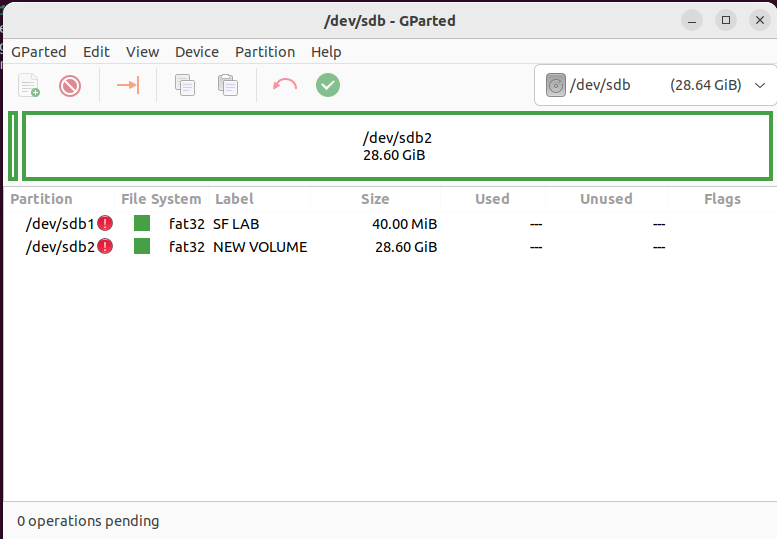 /dev/sdb - GParted
GParted Edit View Device Partition Help
/dev/sdb (28.64 GiB)
/dev/sdb2
28.60 GiB
Partition File System Label Size Used Unused Flags
/dev/sdb1 fat32 SF LAB 40.00 MiB --- ---
/dev/sdb2 fat32 NEW VOLUME 28.60 GiB --- ---
0 operations pending